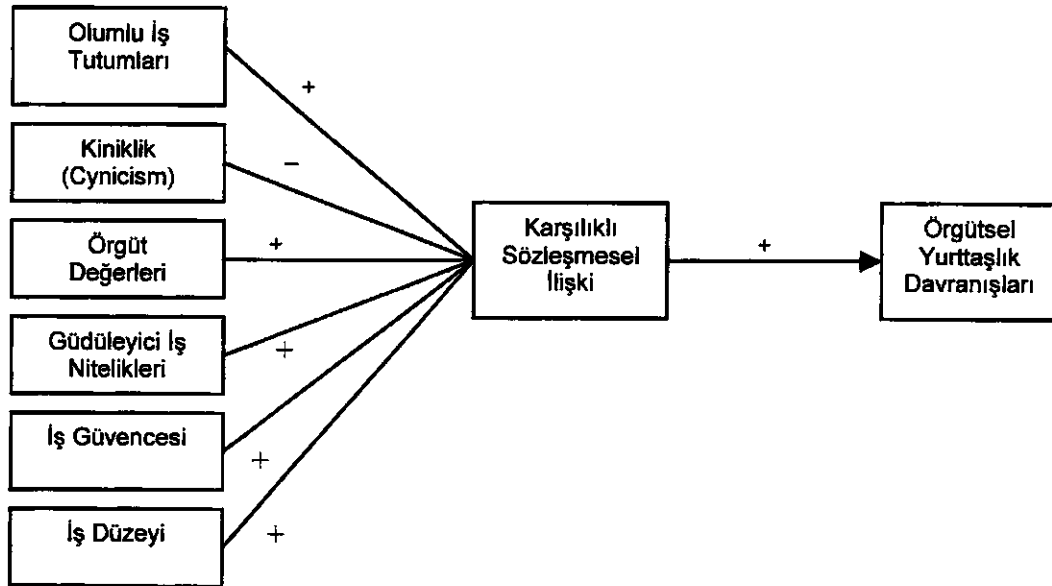 Olumlu İş
Tutumları
+
Kiniklik
(Cynicism)
−
Örgüt
Değerleri
+
Güdüleyici İş
Nitelikleri
+
İş Güvencesi
+
İş Düzeyi
+
Karşılıklı
Sözleşmesel
İlişki
+
Örgütsel
Yurttaşlık
Davranışları